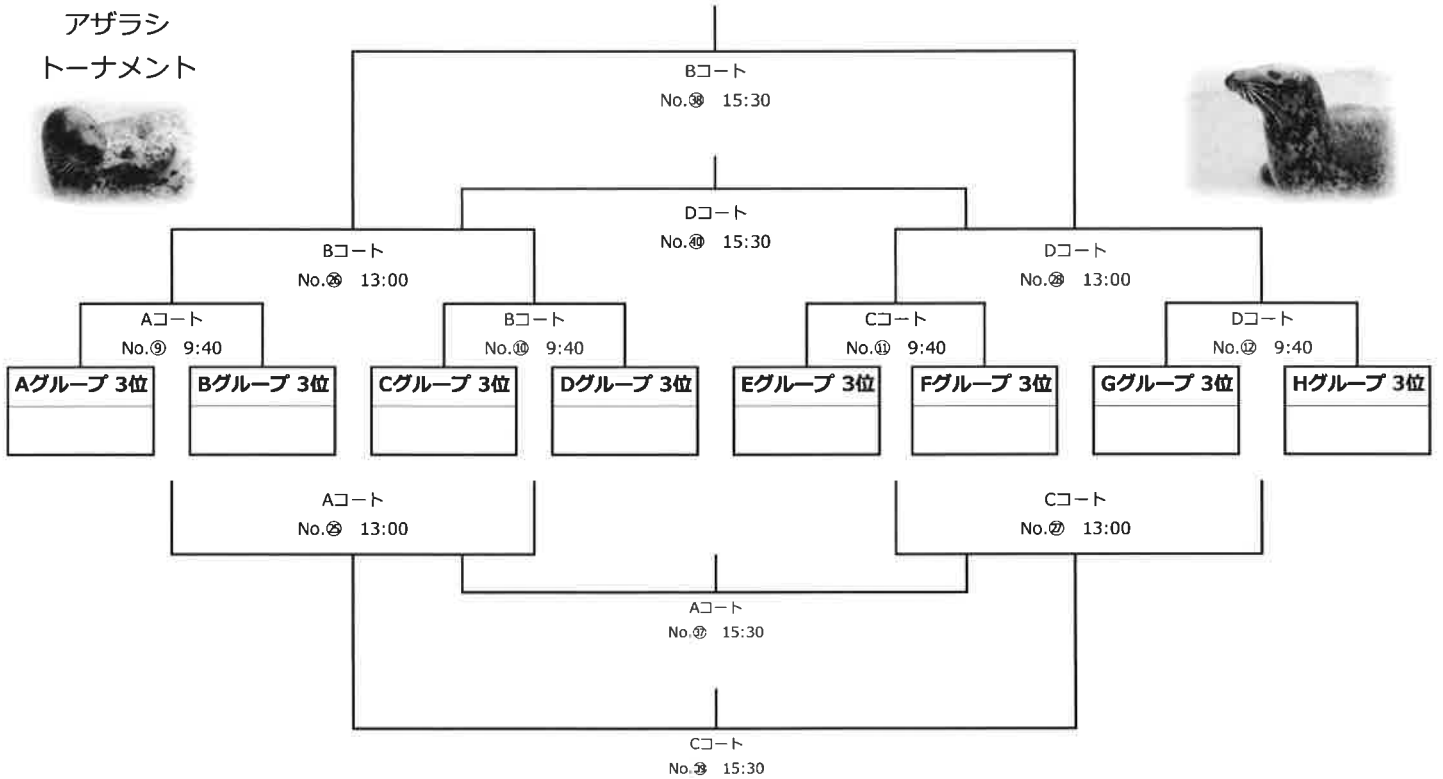 アザラシ
トーナメント
Bコート
No.㊳ 15:30
Dコート
No.㊵ 15:30
Bコート
No.㉖ 13:00
Dコート
No.㉘ 13:00
Aコート
No.⑨ 9:40
Bコート
No.⑩ 9:40
Cコート
No.⑪ 9:40
Dコート
No.⑫ 9:40
Aグループ 3位
Bグループ 3位
Cグループ 3位
Dグループ 3位
Eグループ 3位
Fグループ 3位
Gグループ 3位
Hグループ 3位
Aコート
No.㉕ 13:00
Cコート
No.㉗ 13:00
Aコート
No.㊲ 15:30
Cコート
No.㊴ 15:30